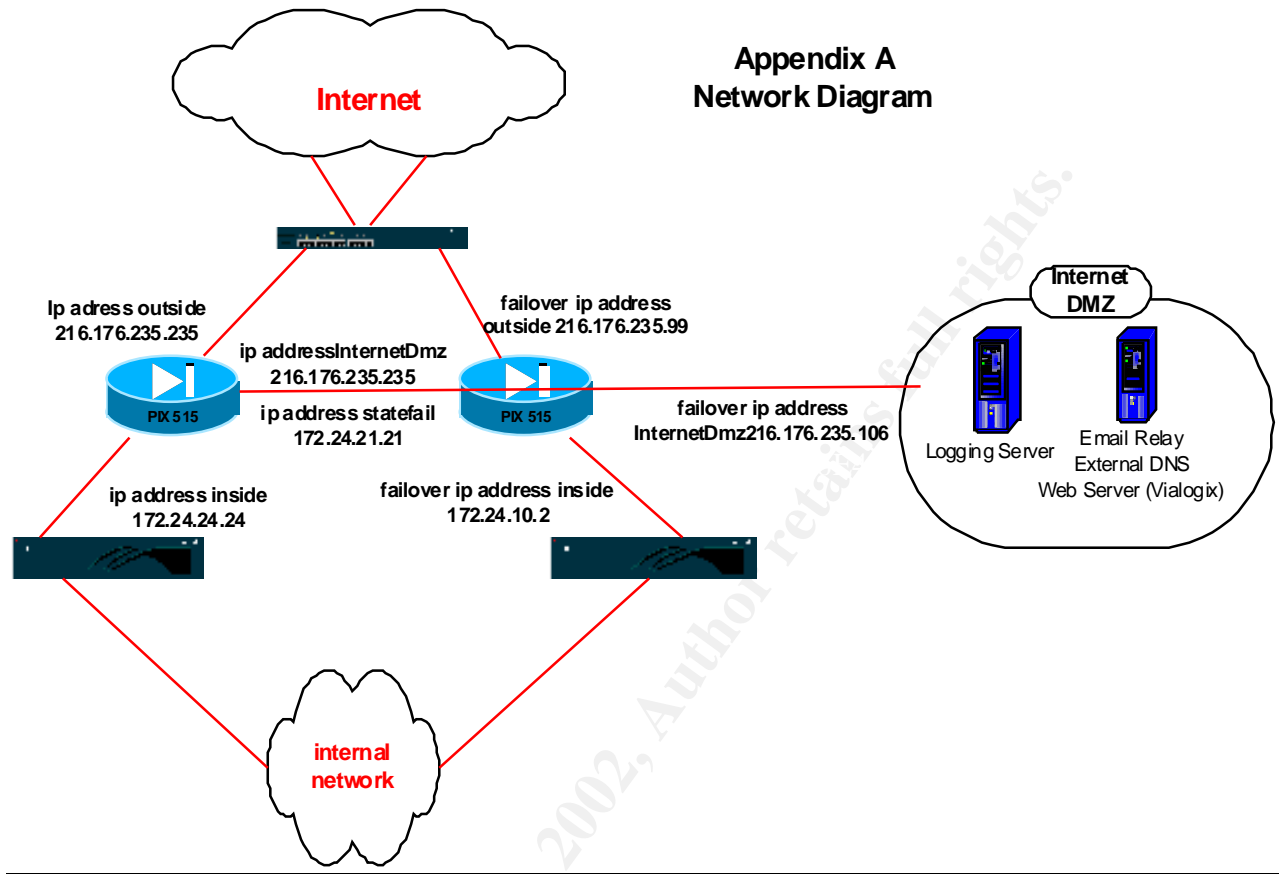 Appendix A
Network Diagram
Internet
Ip adress outside
216.176.235.235
failover ip address
outside 216.176.235.99
ip addressInternetDmz
216.176.235.235
ip address statefail
172.24.21.21
PIX 515
PIX 515
failover ip address
InternetDmz216.176.235.106
Internet
DMZ
Logging Server
Email Relay
External DNS
Web Server (Vialogix)
ip address inside
172.24.24.24
failover ip address inside
172.24.10.2
internal
network
2002, Author retains full rights.